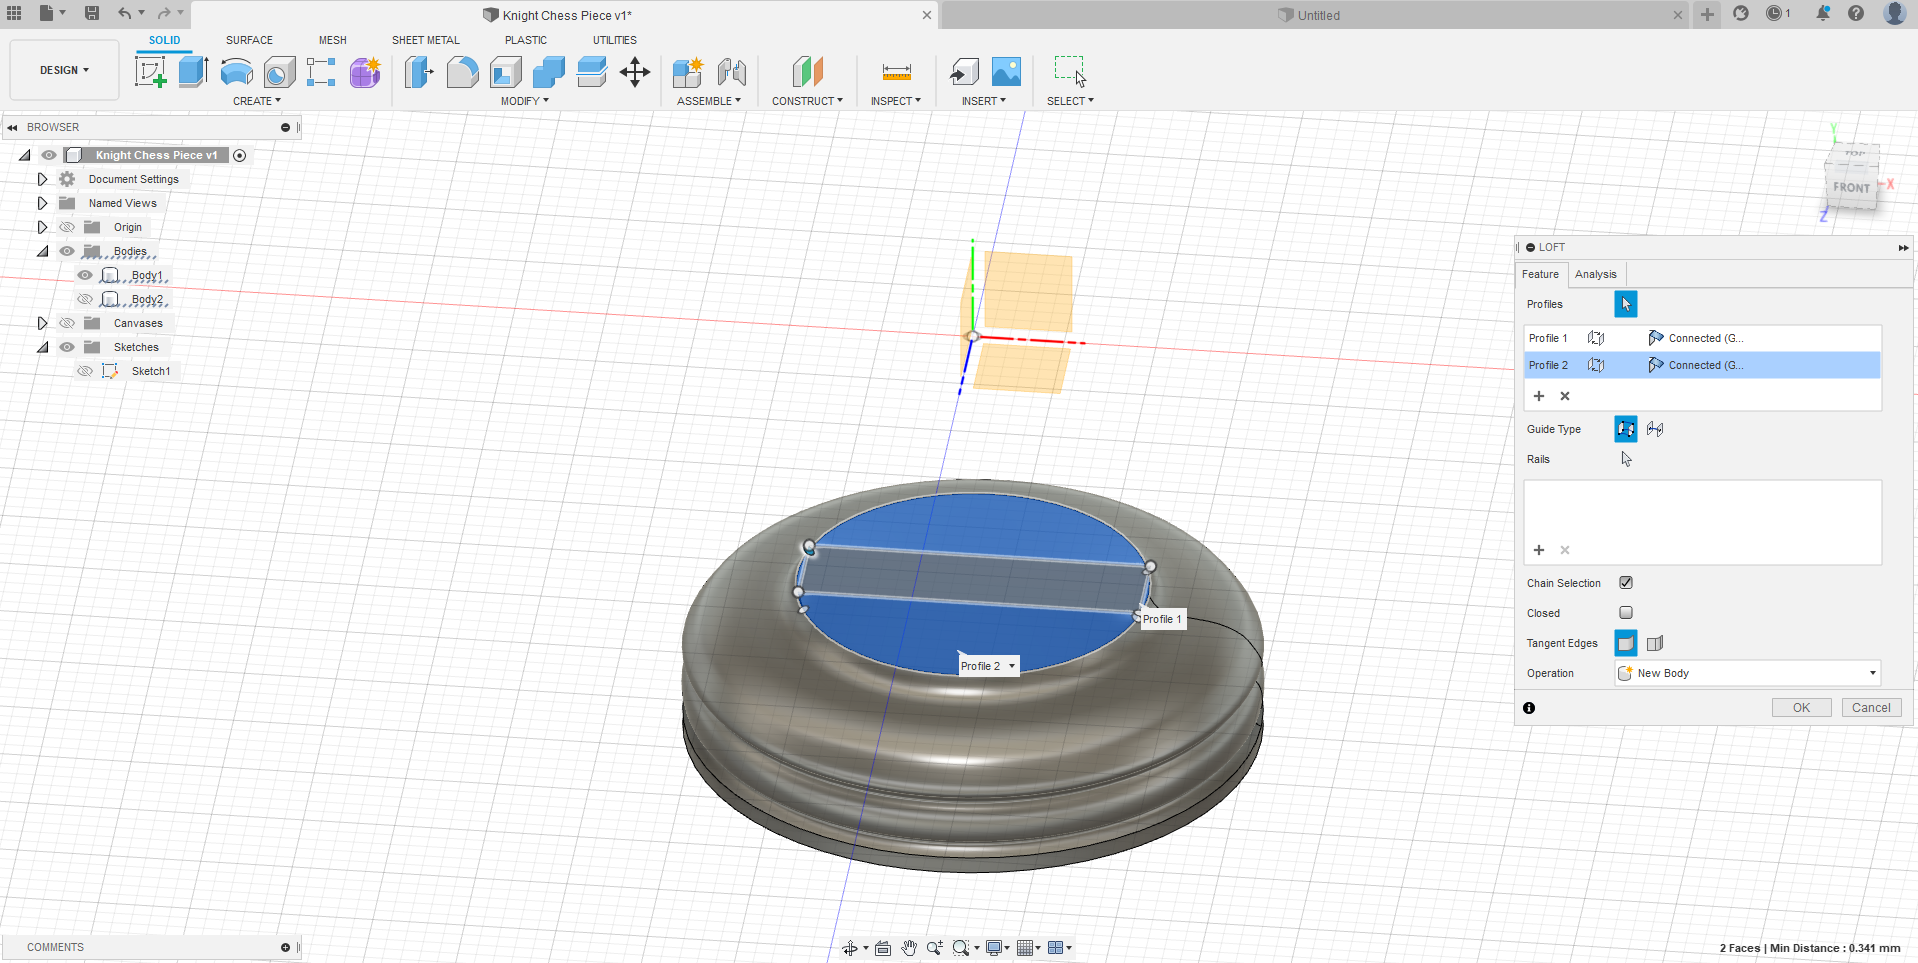 Knight Chess Piece v1*
Untitled
1
DESIGN
SOLID
SURFACE
MESH
SHEET METAL
PLASTIC
UTILITIES
CREATE
MODIFY
ASSEMBLE
CONSTRUCT
INSPECT
INSERT
SELECT
BROWSER
Knight Chess Piece v1
Document Settings
Named Views
Origin
Bodies
Body1
Body2
Canvases
Sketches
Sketch1
Y
TOP
FRONT
X
Z
LOFT
Feature
Analysis
Profiles
Profile 1 Connected (G...
Profile 2 Connected (G...
Guide Type
Rails
Chain Selection
Closed
Tangent Edges
Operation New Body
OK
Cancel
Profile 1
Profile 2
COMMENTS
2 Faces | Min Distance : 0.341 mm